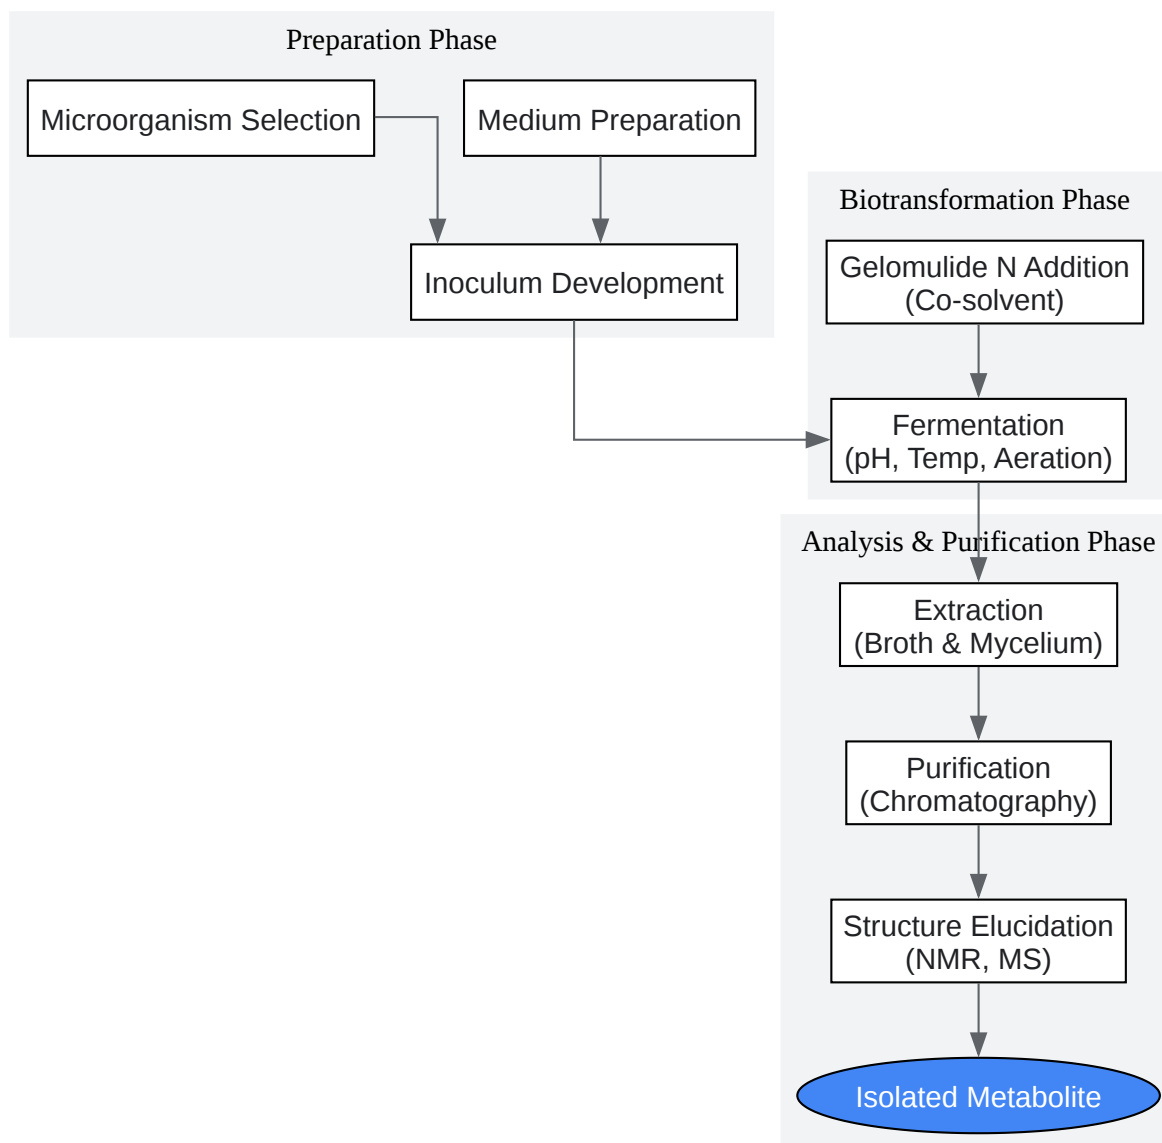 Preparation Phase
Microorganism Selection
Medium Preparation
Inoculum Development
Biotransformation Phase
Gelomulide N Addition
(Co-solvent)
Fermentation
(pH, Temp, Aeration)
Analysis & Purification Phase
Extraction
(Broth & Mycelium)
Purification
(Chromatography)
Structure Elucidation
(NMR, MS)
Isolated Metabolite